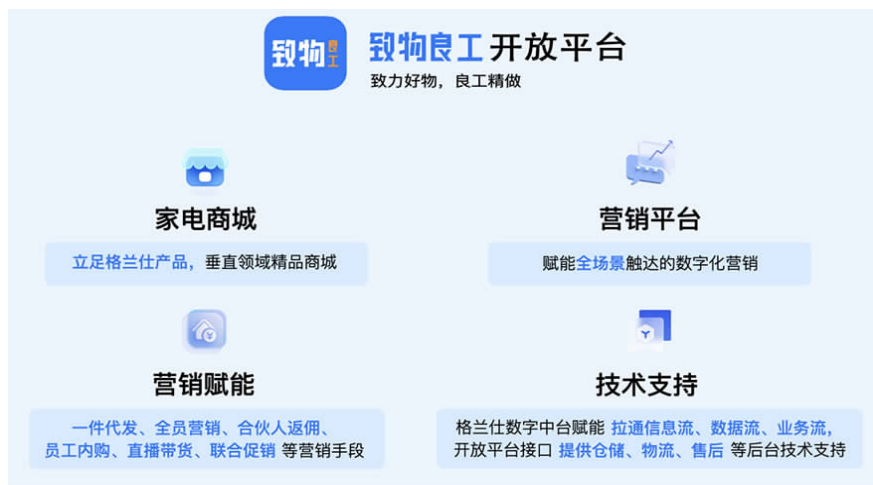 致物良工
致物良工开放平台
致力好物，良工精做
家电商城
立足格兰仕产品，垂直领域精品商城
营销平台
赋能全场景触达的数字化营销
营销赋能
一件代发、全员营销、合伙人返佣、
员工内购、直播带货、联合促销 等营销手段
技术支持
格兰仕数字中台赋能 拉通信息流、数据流、业务流，
开放平台接口 提供仓储、物流、售后 等后台技术支持